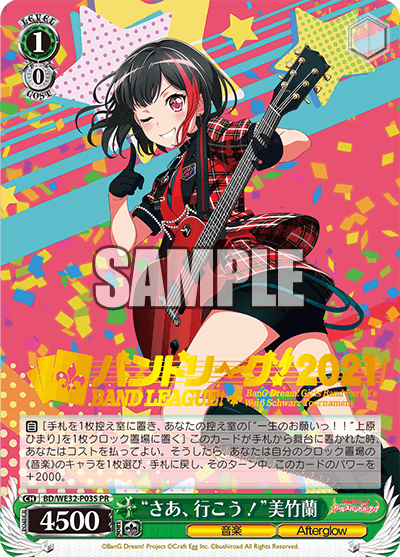 1
0
COST
SAMPLE
バンドリーグ! 2021
BAND LEAGUE
BanG Dream! Girls Band Party!'s
Weiß Schwarz Tournament
自【手札を1枚控え室に置き、あなたの控え室の「“一生のお願いっ!!”上原
ひまり」を1枚クロック置場に置く】このカードが手札から舞台に置かれた時、
あなたはコストを払ってよい。そうしたら、あなたは自分のクロック置場の
《音楽》のキャラを1枚選び、手札に戻し、そのターン中、このカードのパワーを
+2000。
CH BD/WE32-P03S PR
“さあ、行こう!”美竹蘭
4500
音楽
Afterglow
©BanG Dream! Project ©Craft Egg Inc. ©bushiroad All Rights Reserved.